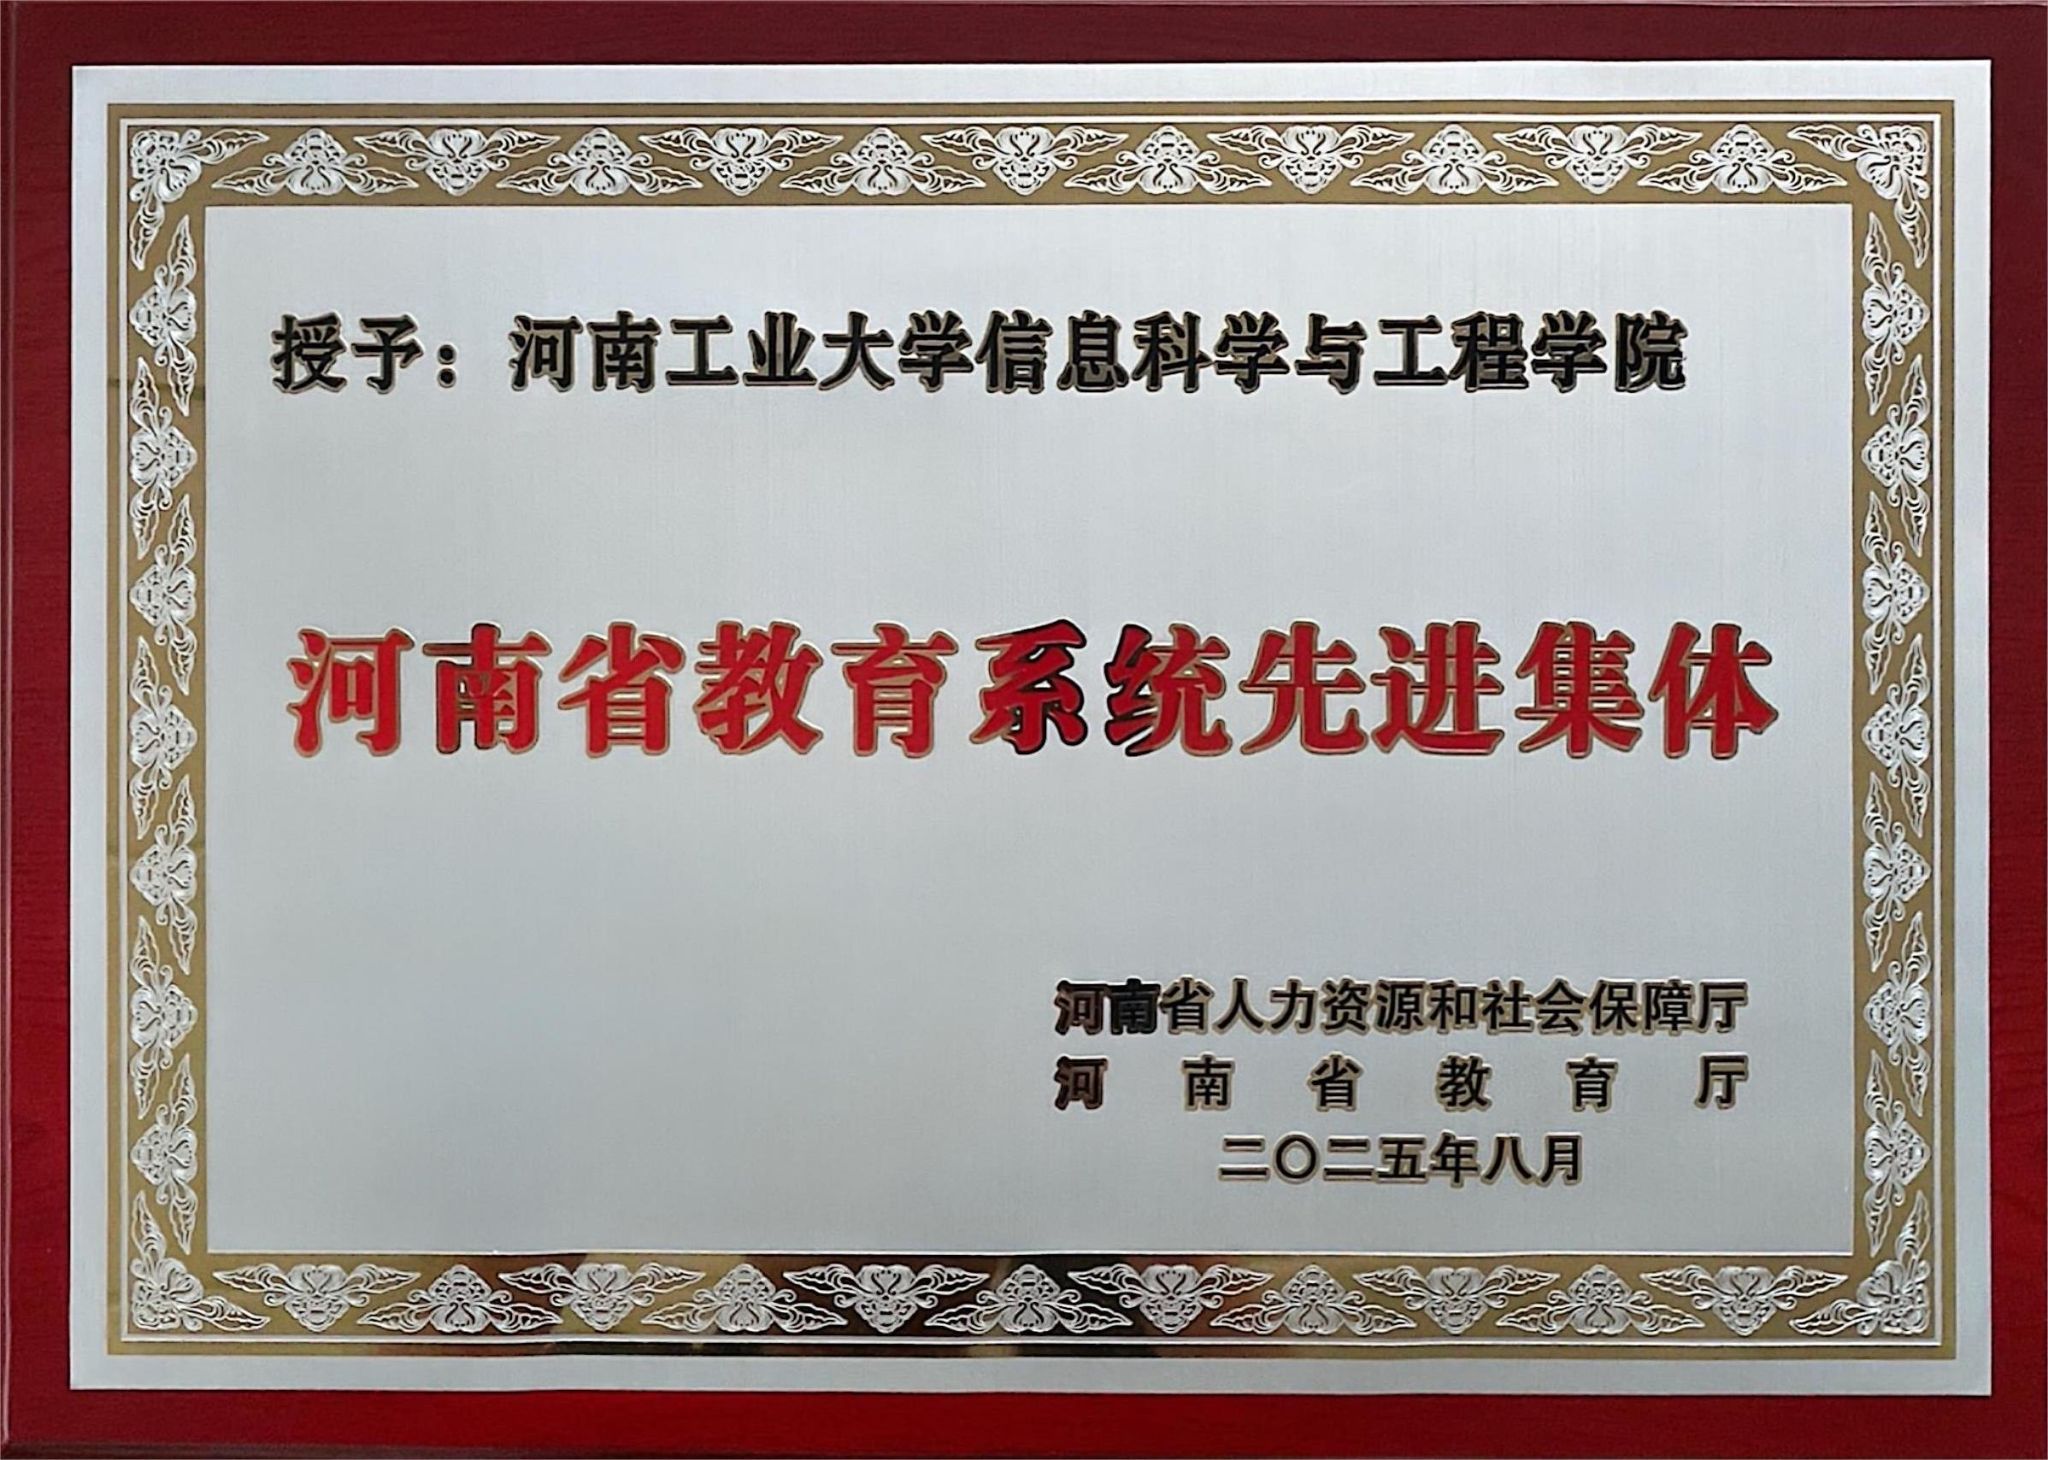 授予：河南工业大学信息科学与工程学院
河南省教育系统先进集体
河南省人力资源和社会保障厅
河南省教育厅
二〇二五年八月